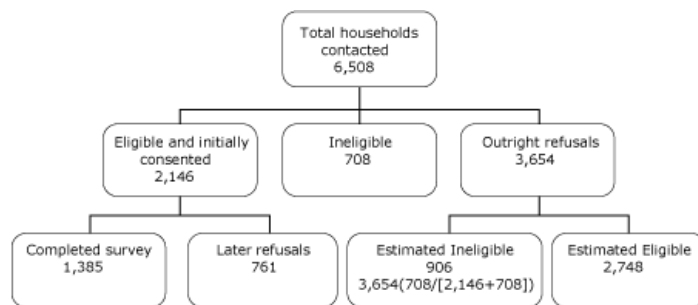 Total households
contacted
6,508
Eligible and initially
consented
2,146
Ineligible
708
Outright refusals
3,654
Completed survey
1,385
Later refusals
761
Estimated Ineligible
906
3,654(708/[2,146+708])
Estimated Eligible
2,748